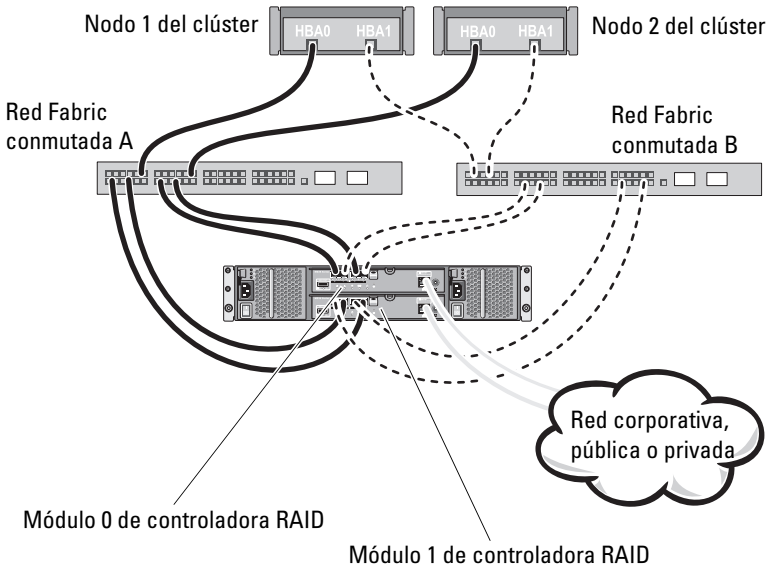 Nodo 1 del clúster
HBA0 HBA1
HBA0 HBA1
Nodo 2 del clúster
Red Fabric
conmutada A
Red Fabric
conmutada B
Red corporativa,
pública o privada
Módulo 0 de controladora RAID
Módulo 1 de controladora RAID